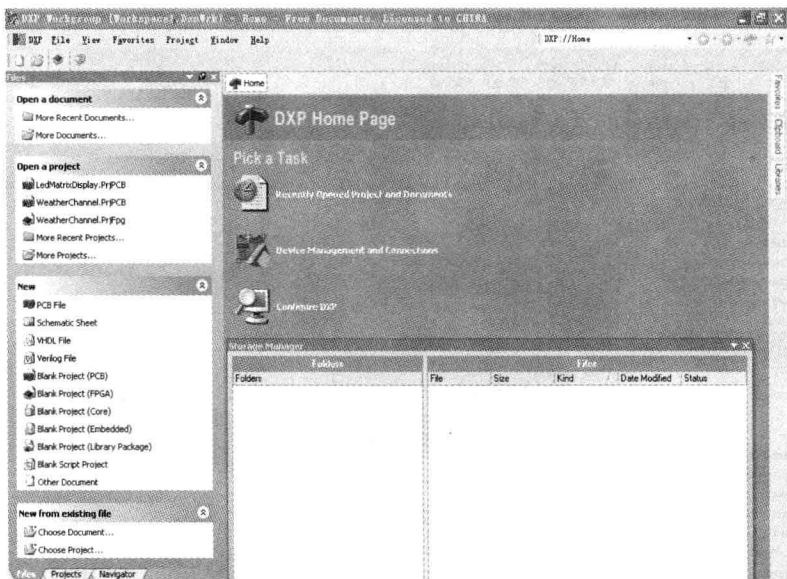 DXP Workgroup [Workspace1.DsnWrk] - Home - Free Documents. Licensed to CHINA
DXP File View Favorites Project Window Help
DXP://Home
Files
Home
Open a document
More Recent Documents...
More Documents...
Open a project
LedMatrixDisplay.PrjPCB
WeatherChannel.PrjPCB
WeatherChannel.PrjFpg
More Recent Projects...
More Projects...
New
PCB File
Schematic Sheet
VHDL File
Verilog File
Blank Project (PCB)
Blank Project (FPGA)
Blank Project (Core)
Blank Project (Embedded)
Blank Project (Library Package)
Blank Script Project
Other Document
New from existing file
Choose Document...
Choose Project...
Files Projects Navigator
DXP Home Page
Pick a Task
Recently Opened Project and Documents
Device Management and Connections
Configure DXP
Storage Manager
Folders Files
Folders File Size Kind Date Modified Status
Favorites Clipboard Libraries